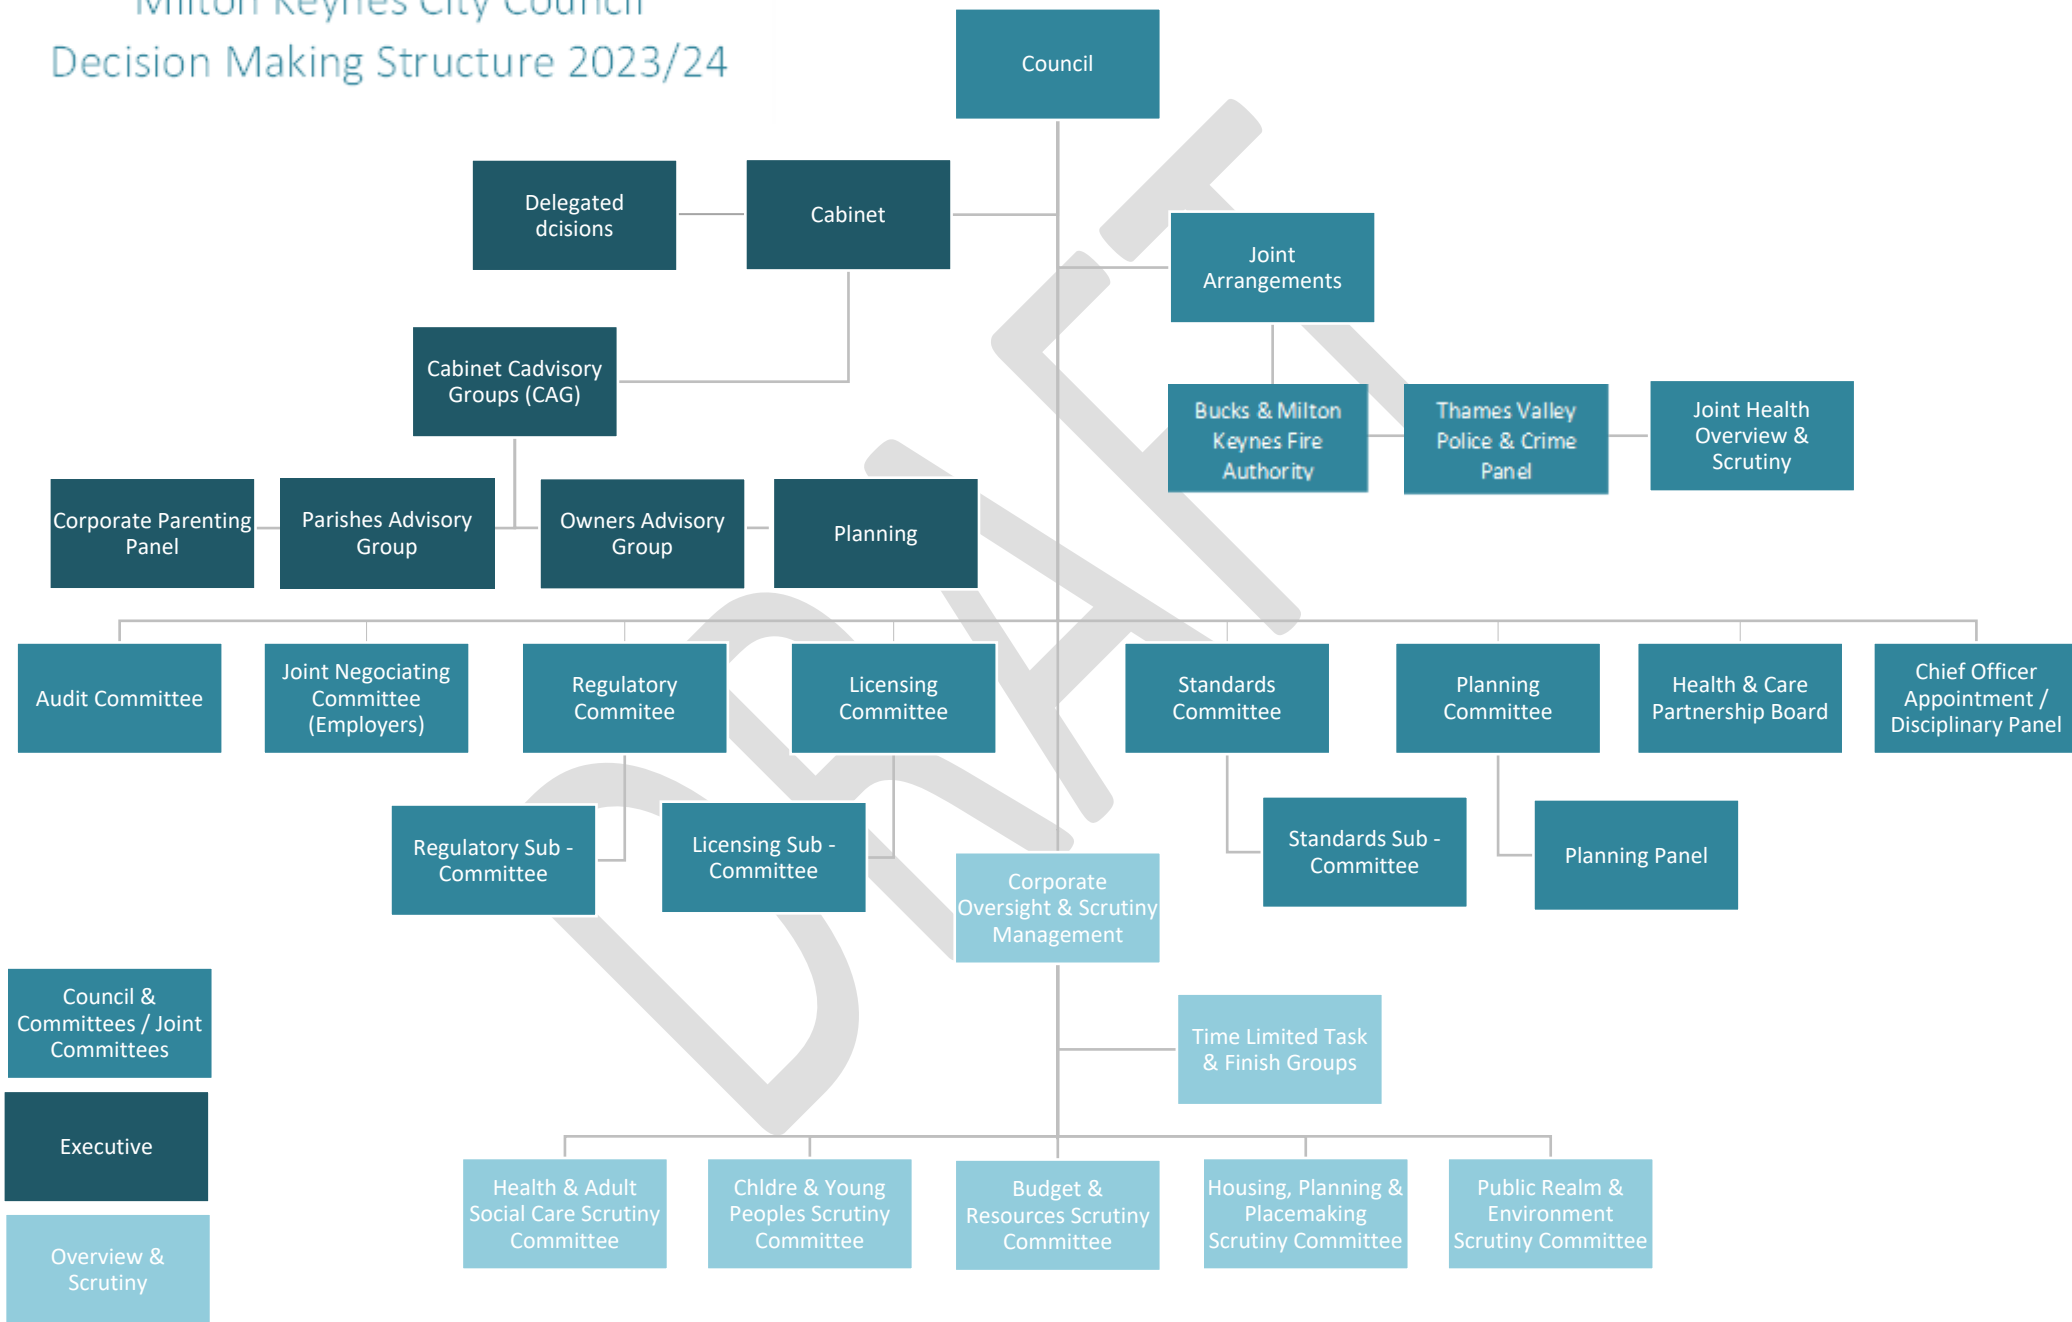 Milton Keynes City Council
Decision Making Structure 2023/24
Council
Delegated
dcisions
Cabinet
Joint
Arrangements
Cabinet Cadvisory
Groups (CAG)
Bucks & Milton
Keynes Fire
Authority
Thames Valley
Police & Crime
Panel
Joint Health
Overview &
Scrutiny
Corporate Parenting
Panel
Parishes Advisory
Group
Owners Advisory
Group
Planning
Audit Committee
Joint Negociating
Committee
(Employers)
Regulatory
Commitee
Licensing
Committee
Standards
Committee
Planning
Committee
Health & Care
Partnership Board
Chief Officer
Appointment /
Disciplinary Panel
Regulatory Sub -
Committee
Licensing Sub -
Committee
Standards Sub -
Committee
Planning Panel
Corporate
Oversight & Scrutiny
Management
Time Limited Task
& Finish Groups
Health & Adult
Social Care Scrutiny
Committee
Chldre & Young
Peoples Scrutiny
Committee
Budget &
Resources Scrutiny
Committee
Housing, Planning &
Placemaking
Scrutiny Committee
Public Realm &
Environment
Scrutiny Committee
Council &
Committees / Joint
Committees
Executive
Overview &
Scrutiny
DRAFT